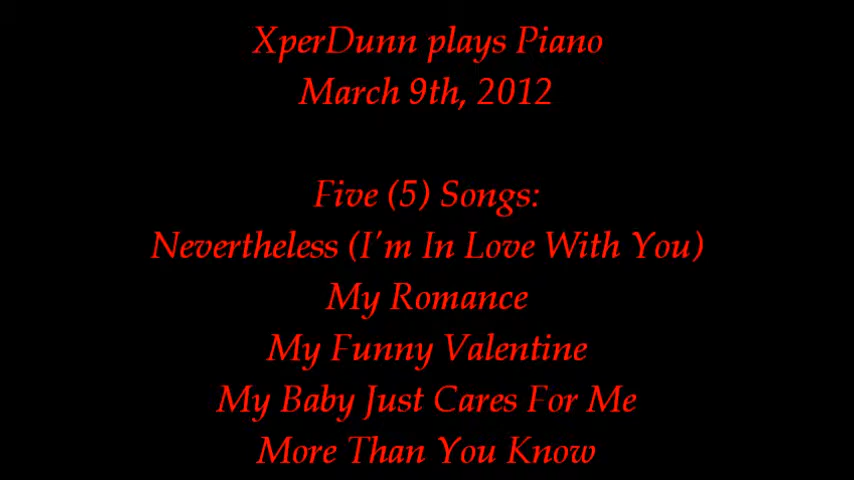 XperDunn plays Piano
March 9th, 2012
Five (5) Songs:
Nevertheless (I'm In Love With You)
My Romance
My Funny Valentine
My Baby Just Cares For Me
More Than You Know